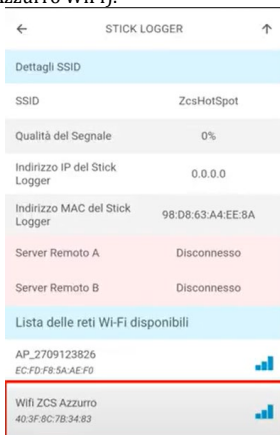 Azzurro WiFi).
STICK LOGGER
Dettagli SSID
SSID ZcsHotSpot
Qualità del Segnale 0%
Indirizzo IP del Stick
Logger 0.0.0.0
Indirizzo MAC del Stick
Logger 98:D8:63:A4:EE:8A
Server Remoto A Disconnesso
Server Remoto B Disconnesso
Lista delle reti Wi-Fi disponibili
AP_2709123826
EC:FD:F8:5A:AE:F0
Wifi ZCS Azzurro
40:3F:8C:7B:34:83